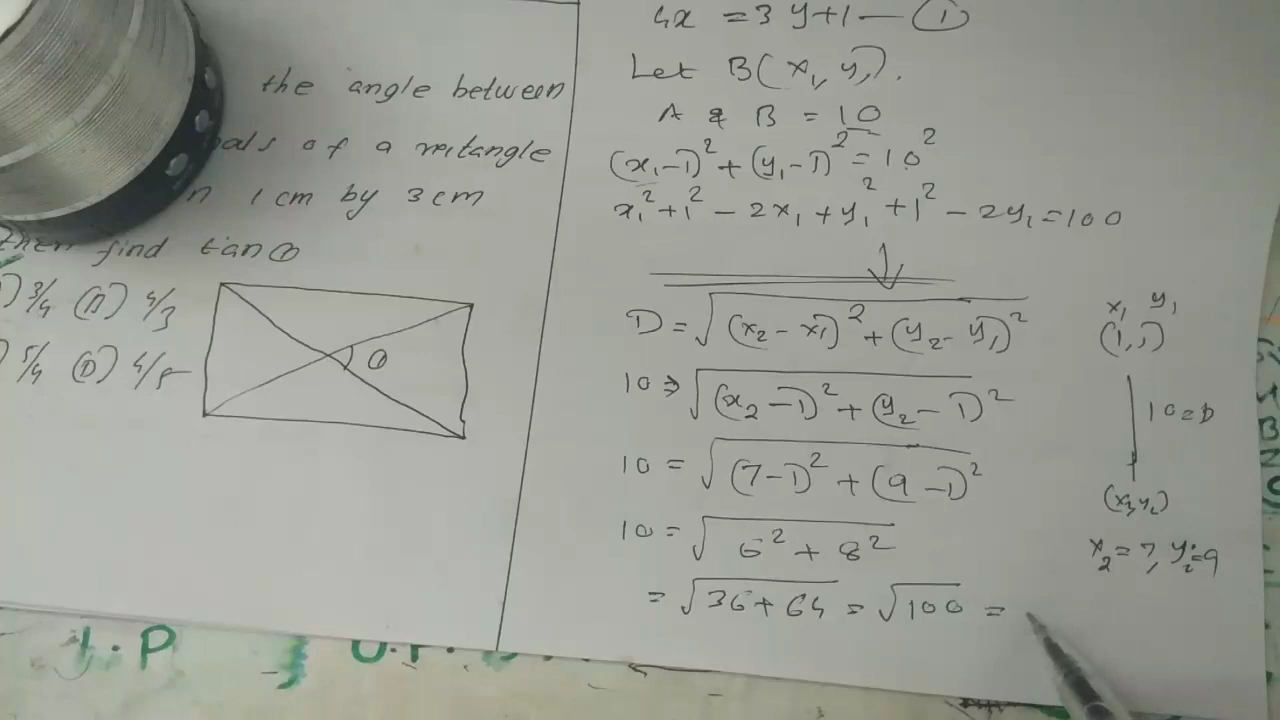 the angle between
of a rectangle
1 cm by 3 cm
then find tan θ
3/4 (B) 4/3
5/4 (D) 4/5
θ
4x = 3y+1 — ①
Let B(x₁, y₁).
A & B = 10
(x₁-1)² + (y₁-1)² = 10²
x₁² + 1² - 2x₁ + y₁² + 1² - 2y₁ = 100
↓
D = √(x₂ - x₁)² + (y₂ - y₁)²
10 ⇒ √(x₂ - 1)² + (y₂ - 1)²
10 = √(7-1)² + (9-1)²
10 = √6² + 8²
= √36+64 = √100 =
x₁ y₁
(1,1)
10=D
(x₂,y₂)
x₂ = 7, y₂ = 9
J.P